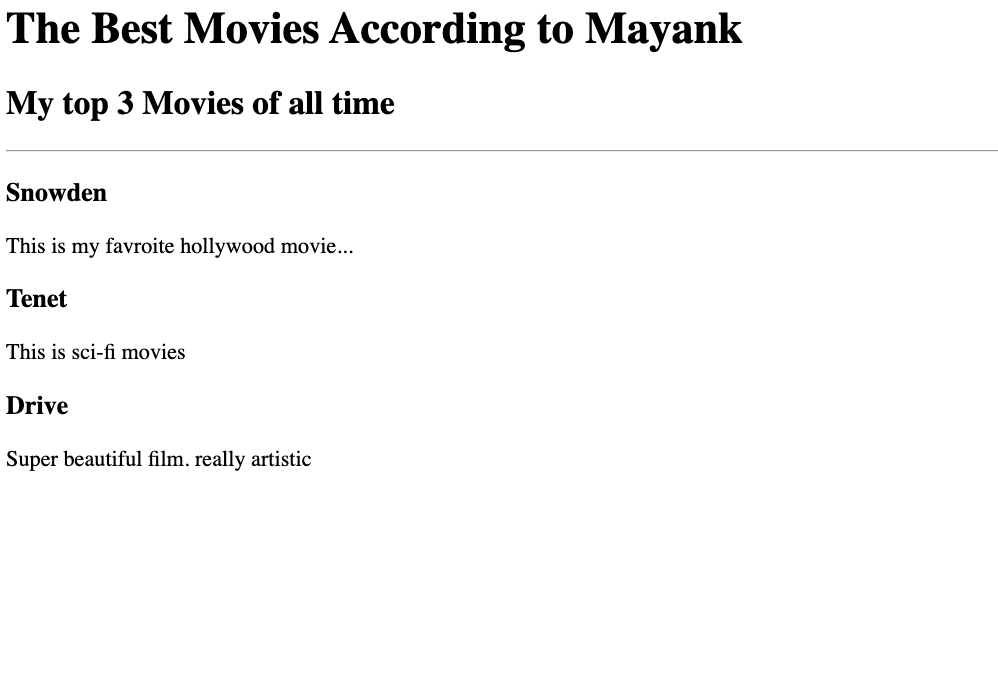 The Best Movies According to Mayank
My top 3 Movies of all time
Snowden
This is my favroite hollywood movie...
Tenet
This is sci-fi movies
Drive
Super beautiful film. really artistic